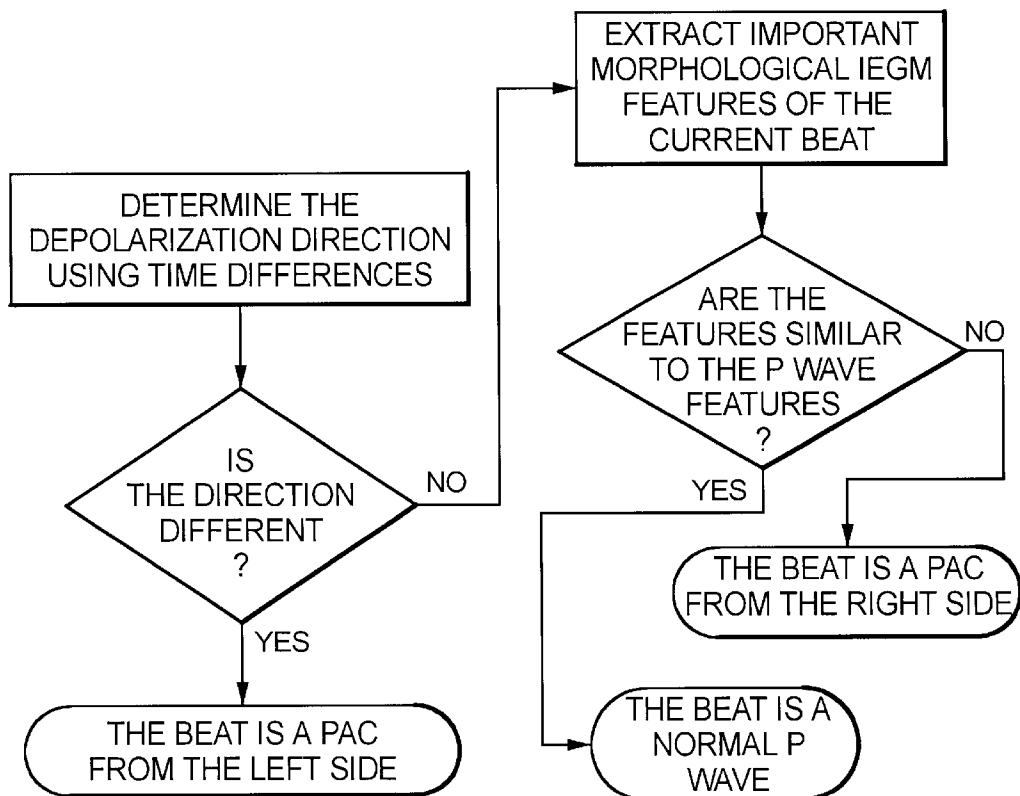 DETERMINE THE
DEPOLARIZATION DIRECTION
USING TIME DIFFERENCES
IS
THE DIRECTION
DIFFERENT
?
NO
YES
THE BEAT IS A PAC
FROM THE LEFT SIDE
EXTRACT IMPORTANT
MORPHOLOGICAL IEGM
FEATURES OF THE
CURRENT BEAT
ARE THE
FEATURES SIMILAR
TO THE P WAVE
FEATURES
?
NO
YES
THE BEAT IS A PAC
FROM THE RIGHT SIDE
THE BEAT IS A
NORMAL P
WAVE